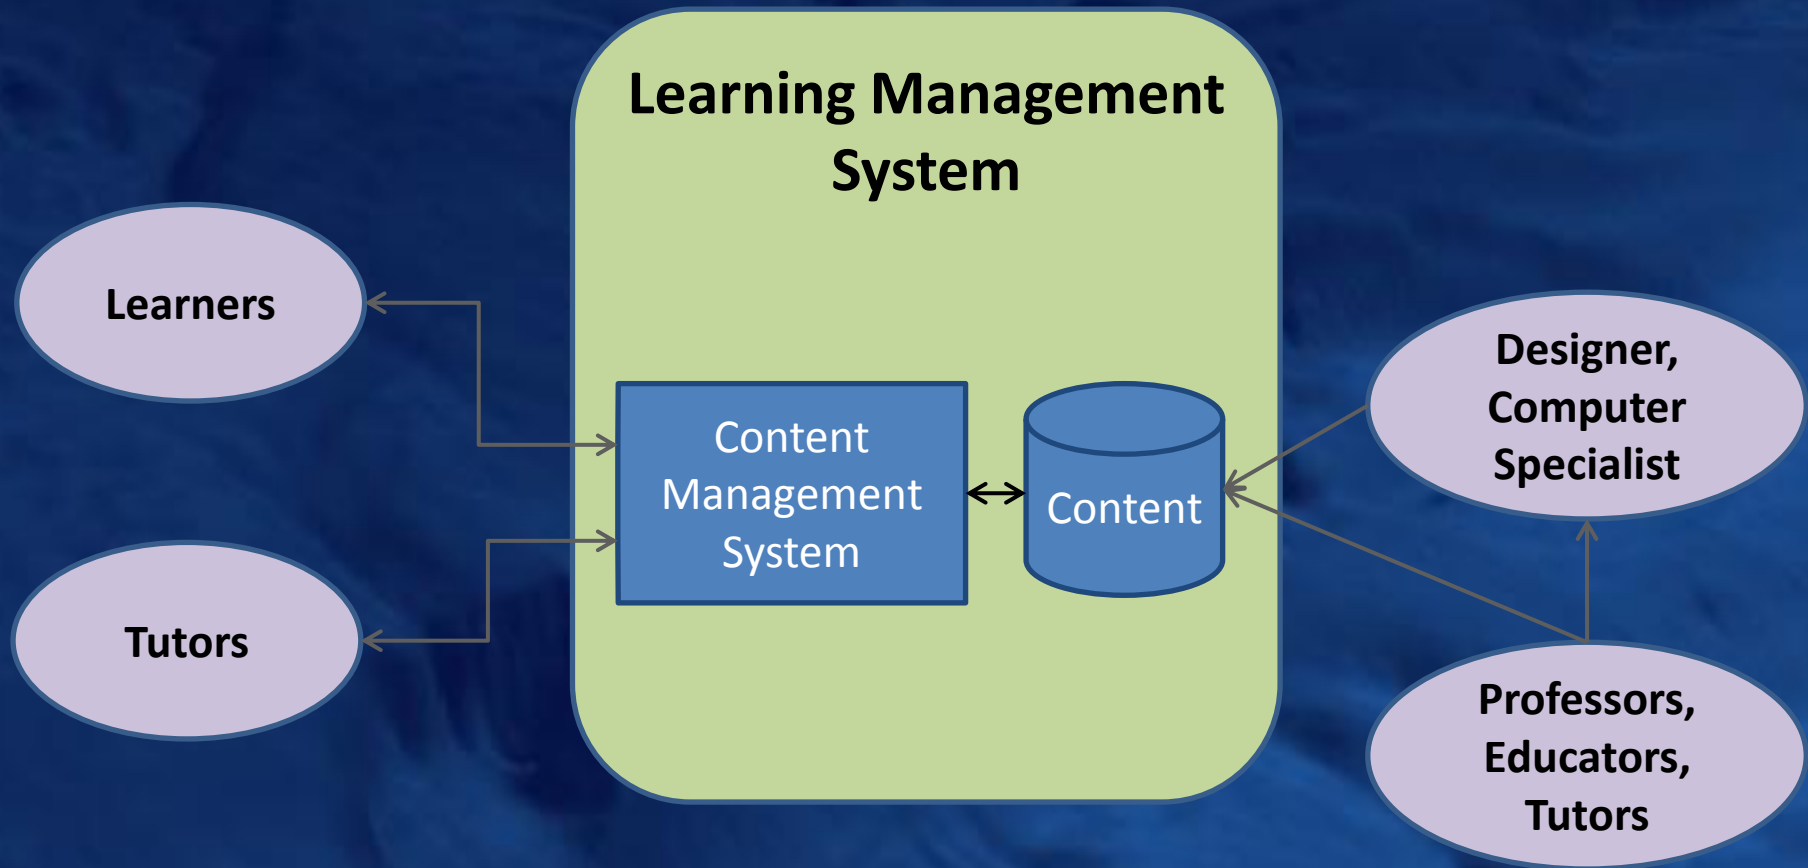 Learning Management
System
Learners
Tutors
Content
Management
System
Content
Designer,
Computer
Specialist
Professors,
Educators,
Tutors